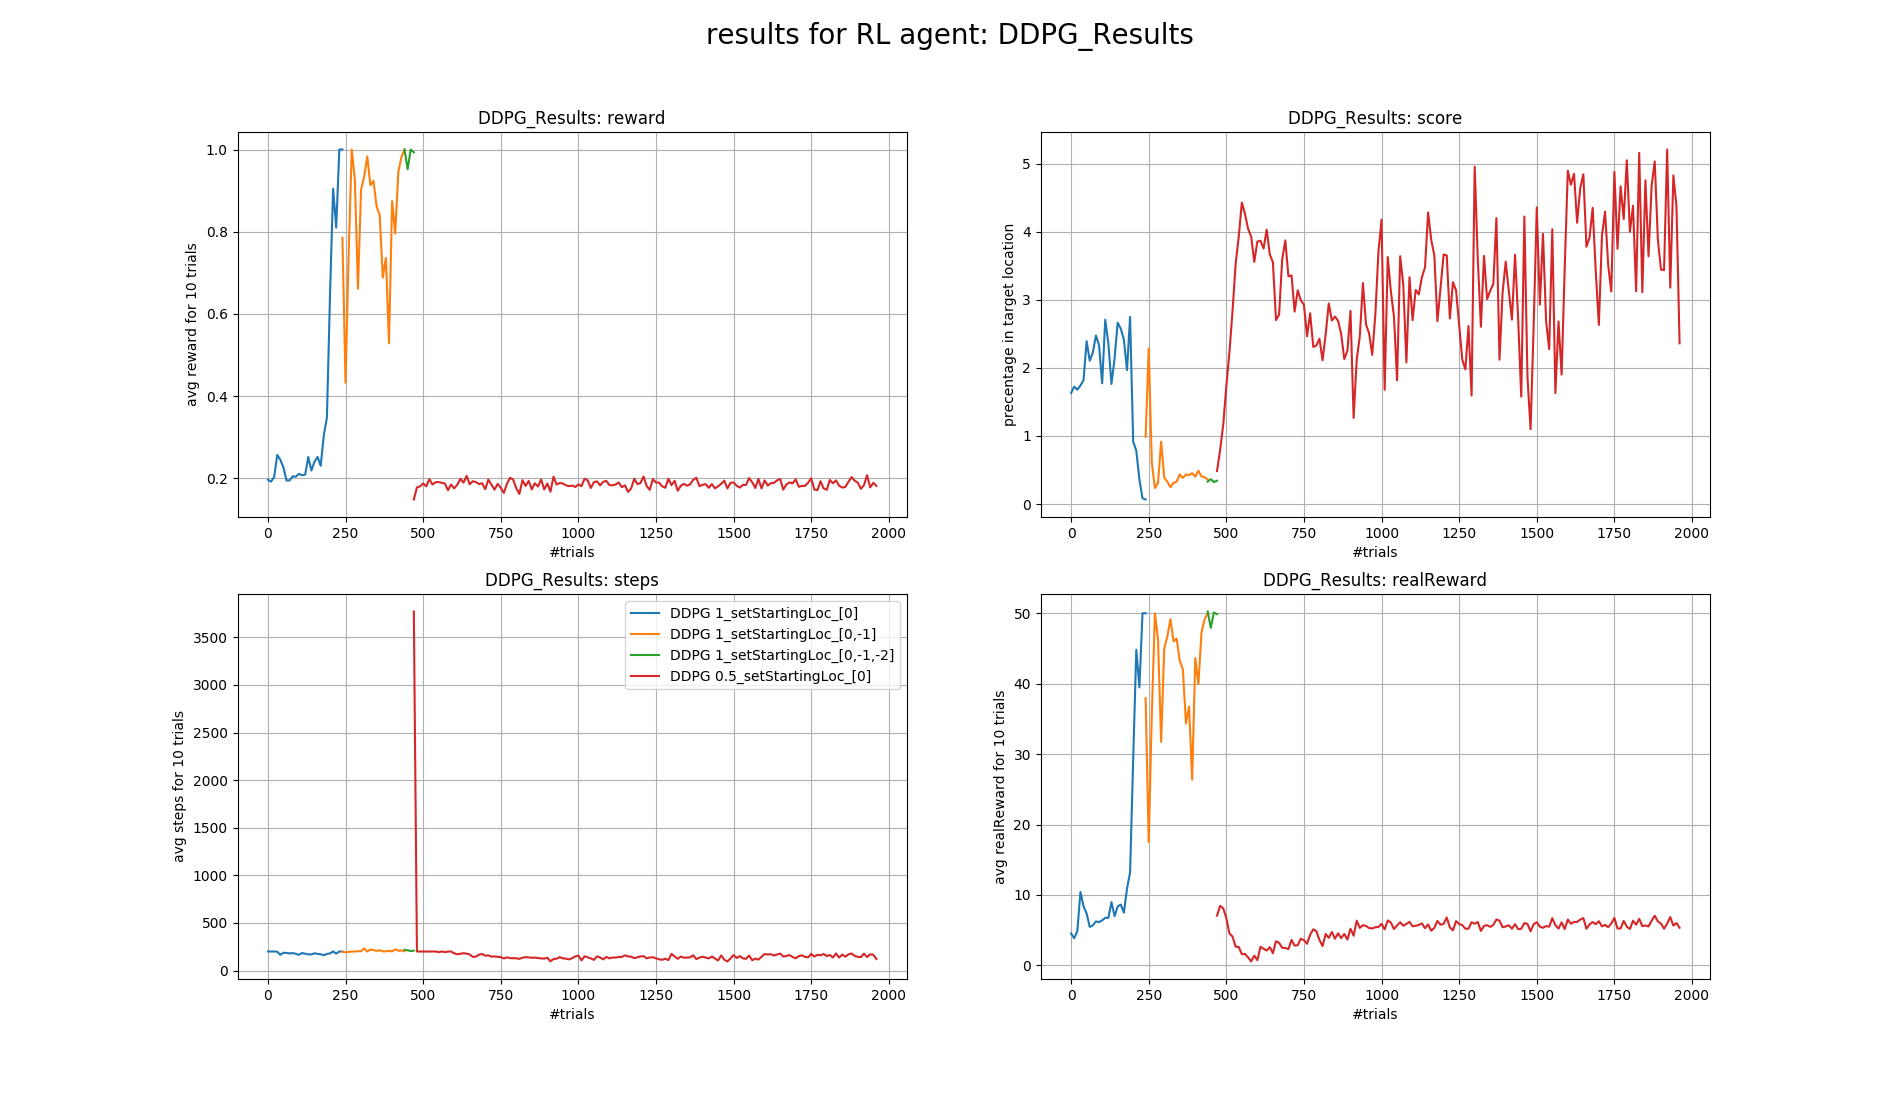 results for RL agent: DDPG_Results
DDPG_Results: reward
avg reward for 10 trials
1.0
0.8
0.6
0.4
0.2
0 250 500 750 1000 1250 1500 1750 2000
#trials
DDPG_Results: score
precentage in target location
5
4
3
2
1
0
0 250 500 750 1000 1250 1500 1750 2000
#trials
DDPG_Results: steps
avg steps for 10 trials
3500
3000
2500
2000
1500
1000
500
0
DDPG 1_setStartingLoc_[0]
DDPG 1_setStartingLoc_[0,-1]
DDPG 1_setStartingLoc_[0,-1,-2]
DDPG 0.5_setStartingLoc_[0]
0 250 500 750 1000 1250 1500 1750 2000
#trials
DDPG_Results: realReward
avg realReward for 10 trials
50
40
30
20
10
0
0 250 500 750 1000 1250 1500 1750 2000
#trials